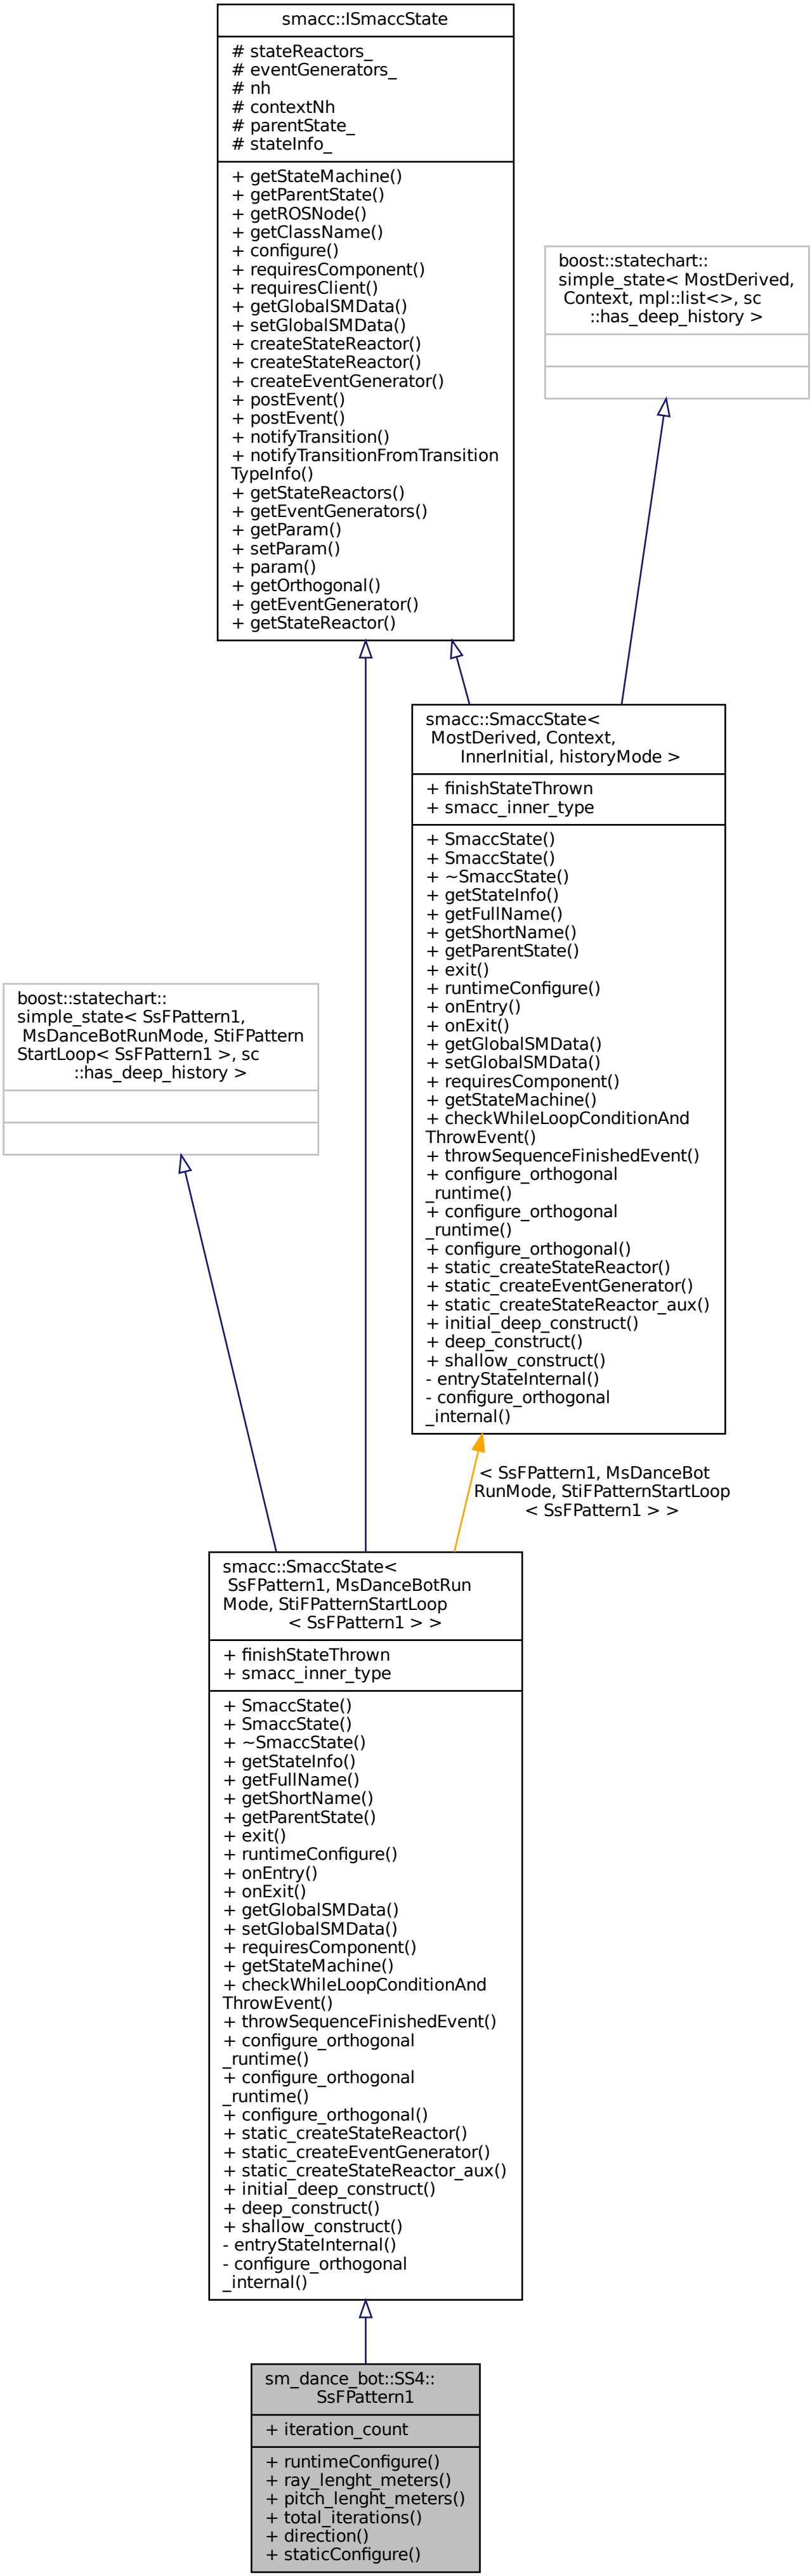 smacc::ISmaccState
# stateReactors_
# eventGenerators_
# nh
# contextNh
# parentState_
# stateInfo_
+ getStateMachine()
+ getParentState()
+ getROSNode()
+ getClassName()
+ configure()
+ requiresComponent()
+ requiresClient()
+ getGlobalSMData()
+ setGlobalSMData()
+ createStateReactor()
+ createStateReactor()
+ createEventGenerator()
+ postEvent()
+ postEvent()
+ notifyTransition()
+ notifyTransitionFromTransition
TypeInfo()
+ getStateReactors()
+ getEventGenerators()
+ getParam()
+ setParam()
+ param()
+ getOrthogonal()
+ getEventGenerator()
+ getStateReactor()
boost::statechart::
simple_state< MostDerived,
Context, mpl::list<>, sc
::has_deep_history >
smacc::SmaccState<
MostDerived, Context,
InnerInitial, historyMode >
+ finishStateThrown
+ smacc_inner_type
+ SmaccState()
+ SmaccState()
+ ~SmaccState()
+ getStateInfo()
+ getFullName()
+ getShortName()
+ getParentState()
+ exit()
+ runtimeConfigure()
+ onEntry()
+ onExit()
+ getGlobalSMData()
+ setGlobalSMData()
+ requiresComponent()
+ getStateMachine()
+ checkWhileLoopConditionAnd
ThrowEvent()
+ throwSequenceFinishedEvent()
+ configure_orthogonal
_runtime()
+ configure_orthogonal
_runtime()
+ configure_orthogonal()
+ static_createStateReactor()
+ static_createEventGenerator()
+ static_createStateReactor_aux()
+ initial_deep_construct()
+ deep_construct()
+ shallow_construct()
- entryStateInternal()
- configure_orthogonal
_internal()
boost::statechart::
simple_state< SsFPattern1,
MsDanceBotRunMode, StiFPattern
StartLoop< SsFPattern1 >, sc
::has_deep_history >
< SsFPattern1, MsDanceBot
RunMode, StiFPatternStartLoop
< SsFPattern1 > >
smacc::SmaccState<
SsFPattern1, MsDanceBotRun
Mode, StiFPatternStartLoop
< SsFPattern1 > >
+ finishStateThrown
+ smacc_inner_type
+ SmaccState()
+ SmaccState()
+ ~SmaccState()
+ getStateInfo()
+ getFullName()
+ getShortName()
+ getParentState()
+ exit()
+ runtimeConfigure()
+ onEntry()
+ onExit()
+ getGlobalSMData()
+ setGlobalSMData()
+ requiresComponent()
+ getStateMachine()
+ checkWhileLoopConditionAnd
ThrowEvent()
+ throwSequenceFinishedEvent()
+ configure_orthogonal
_runtime()
+ configure_orthogonal
_runtime()
+ configure_orthogonal()
+ static_createStateReactor()
+ static_createEventGenerator()
+ static_createStateReactor_aux()
+ initial_deep_construct()
+ deep_construct()
+ shallow_construct()
- entryStateInternal()
- configure_orthogonal
_internal()
sm_dance_bot::SS4::
SsFPattern1
+ iteration_count
+ runtimeConfigure()
+ ray_lenght_meters()
+ pitch_lenght_meters()
+ total_iterations()
+ direction()
+ staticConfigure()